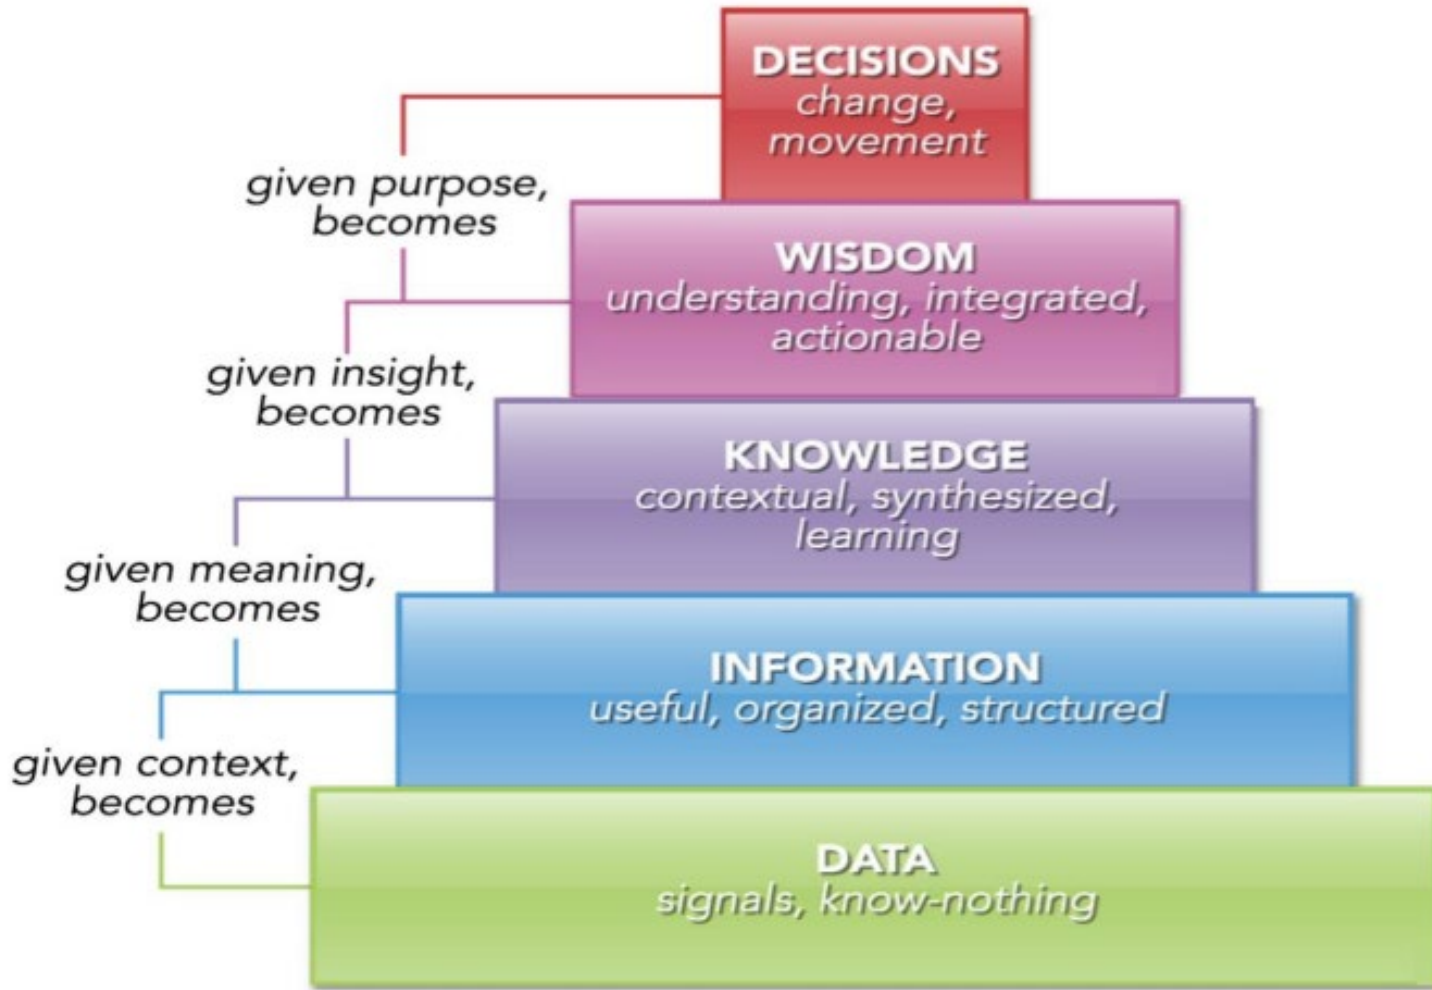 DECISIONS
change,
movement
given purpose,
becomes
WISDOM
understanding, integrated,
actionable
given insight,
becomes
KNOWLEDGE
contextual, synthesized,
learning
given meaning,
becomes
INFORMATION
useful, organized, structured
given context,
becomes
DATA
signals, know-nothing